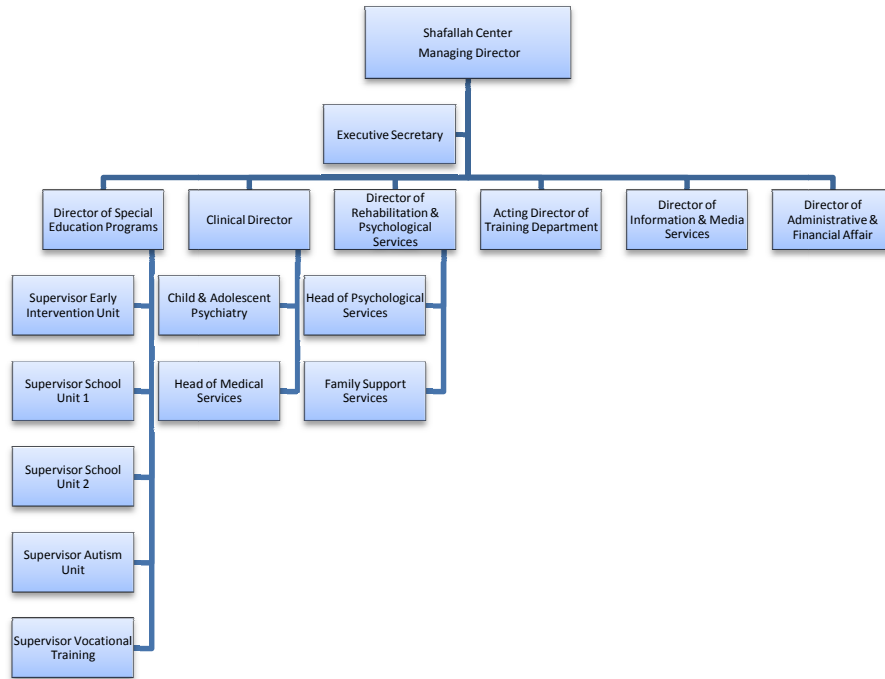 Shafallah Center
Managing Director
Executive Secretary
Director of Special
Education Programs
Clinical Director
Director of
Rehabilitation &
Psychological
Services
Acting Director of
Training Department
Director of
Information & Media
Services
Director of
Administrative &
Financial Affair
Supervisor Early
Intervention Unit
Child & Adolescent
Psychiatry
Head of Psychological
Services
Supervisor School
Unit 1
Head of Medical
Services
Family Support
Services
Supervisor School
Unit 2
Supervisor Autism
Unit
Supervisor Vocational
Training